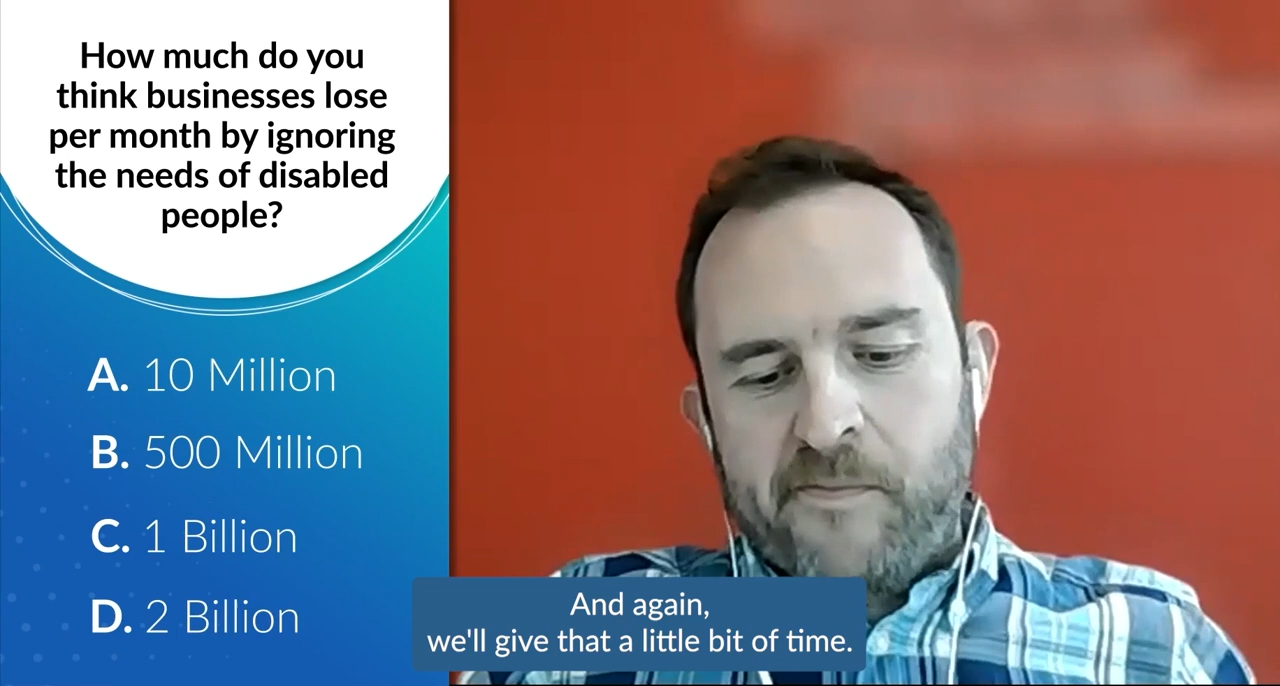 How much do you
think businesses lose
per month by ignoring
the needs of disabled
people?
A. 10 Million
B. 500 Million
C. 1 Billion
D. 2 Billion
And again,
we'll give that a little bit of time.